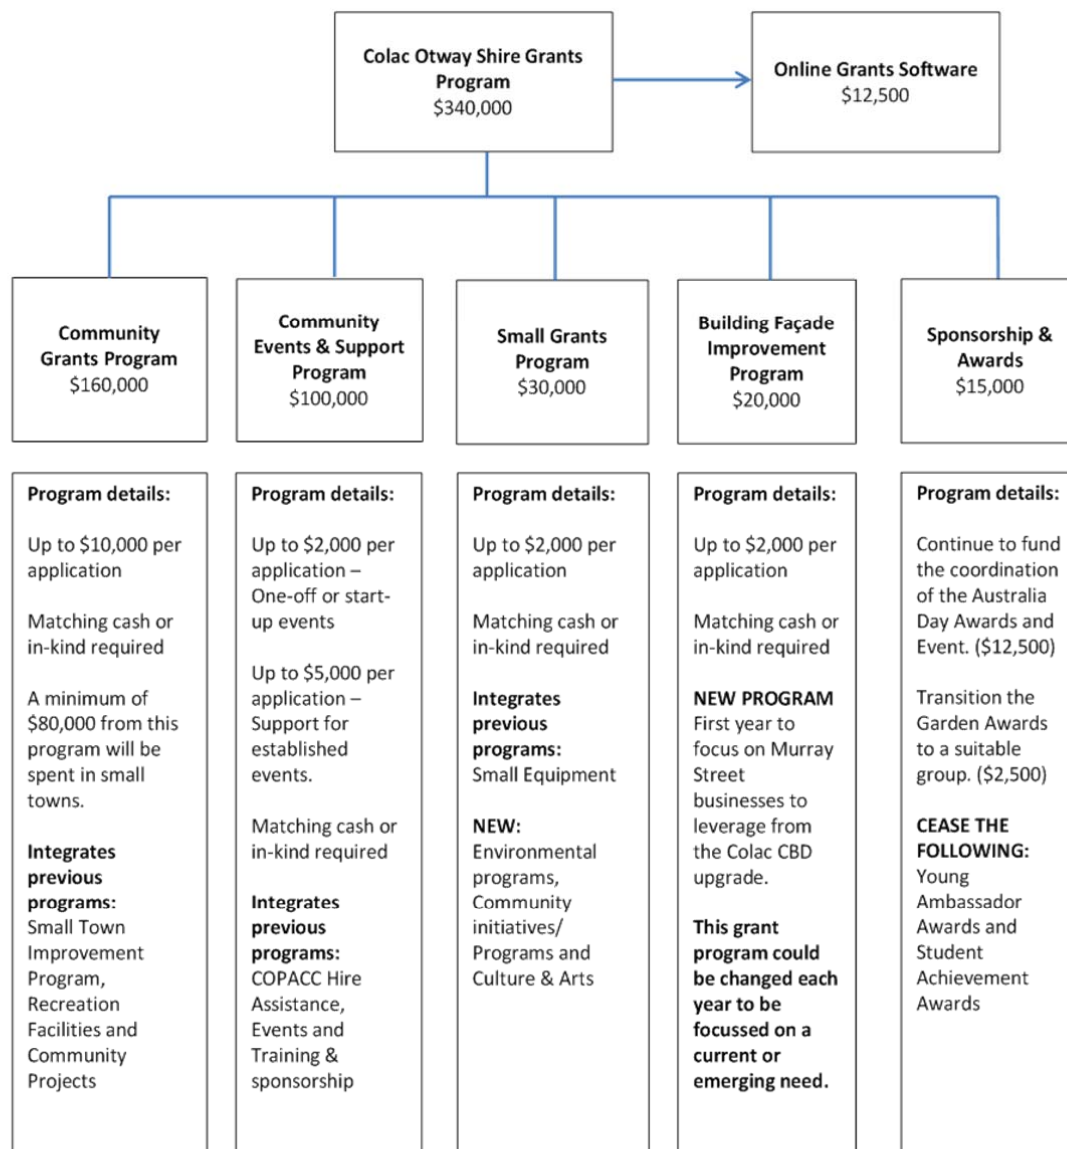 Colac Otway Shire Grants
Program
$340,000
Online Grants Software
$12,500
Community
Grants Program
$160,000
Community
Events & Support
Program
$100,000
Small Grants
Program
$30,000
Building Façade
Improvement
Program
$20,000
Sponsorship &
Awards
$15,000
Program details:
Up to $10,000 per
application
Matching cash or
in-kind required
A minimum of
$80,000 from this
program will be
spent in small
towns.
Integrates
previous
programs:
Small Town
Improvement
Program,
Recreation
Facilities and
Community
Projects
Program details:
Up to $2,000 per
application –
One-off or start-
up events
Up to $5,000 per
application –
Support for
established
events.
Matching cash or
in-kind required
Integrates
previous
programs:
COPACC Hire
Assistance,
Events and
Training &
sponsorship
Program details:
Up to $2,000 per
application
Matching cash or
in-kind required
Integrates
previous
programs:
Small Equipment
NEW:
Environmental
programs,
Community
initiatives/
Programs and
Culture & Arts
Program details:
Up to $2,000 per
application
Matching cash or
in-kind required
NEW PROGRAM
First year to
focus on Murray
Street
businesses to
leverage from
the Colac CBD
upgrade.
This grant
program could
be changed each
year to be
focussed on a
current or
emerging need.
Program details:
Continue to fund
the coordination
of the Australia
Day Awards and
Event. ($12,500)
Transition the
Garden Awards
to a suitable
group. ($2,500)
CEASE THE
FOLLOWING:
Young
Ambassador
Awards and
Student
Achievement
Awards